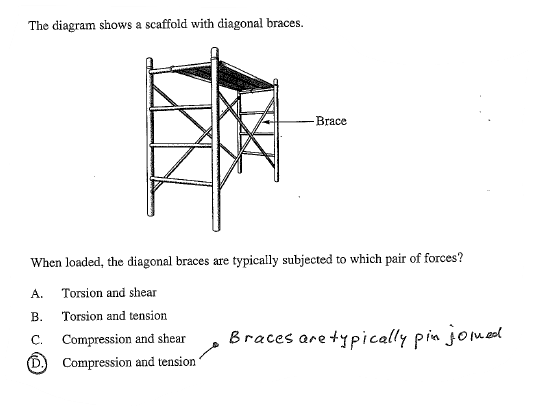 The diagram shows a scaffold with diagonal braces.
Brace
When loaded, the diagonal braces are typically subjected to which pair of forces?
A. Torsion and shear
B. Torsion and tension
C. Compression and shear
D. Compression and tension
Braces are typically pin joined